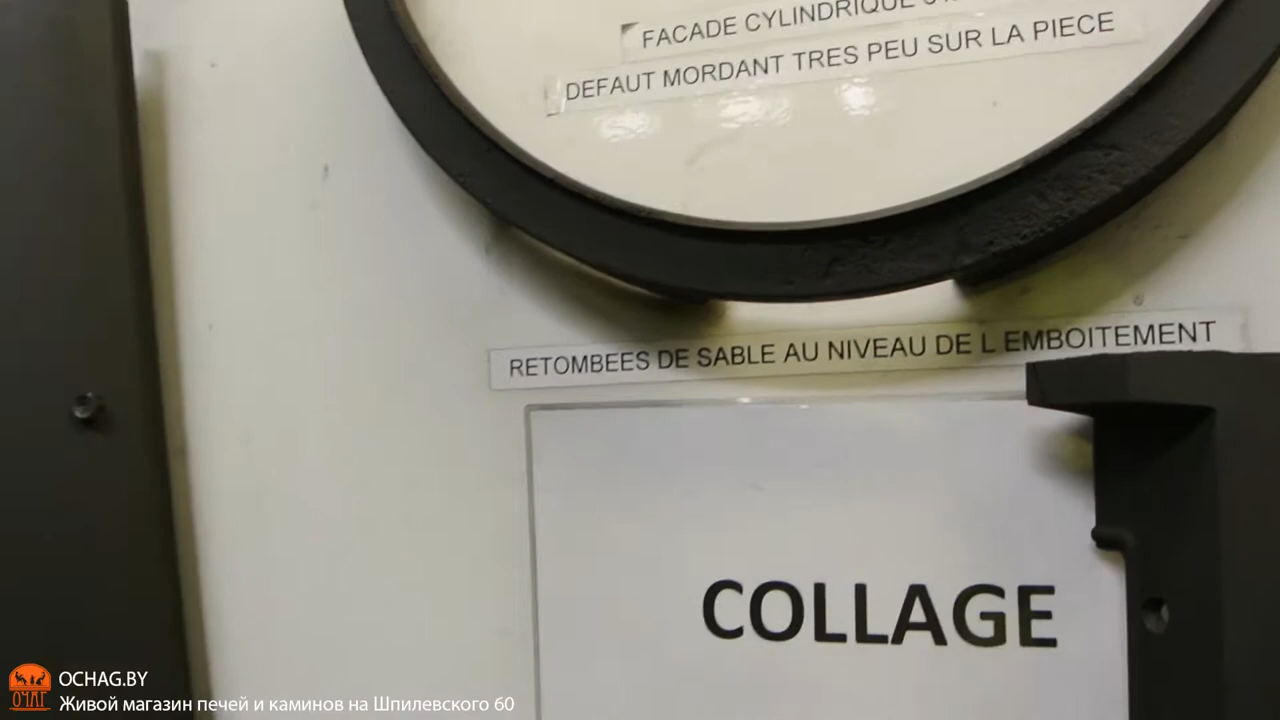 FACADE CYLINDRIQUE
DEFAUT MORDANT TRES PEU SUR LA PIECE
RETOMBEES DE SABLE AU NIVEAU DE L EMBOITEMENT
COLLAGE
OCHAG.BY
ОЧАГ
Живой магазин печей и каминов на Шпилевского 60